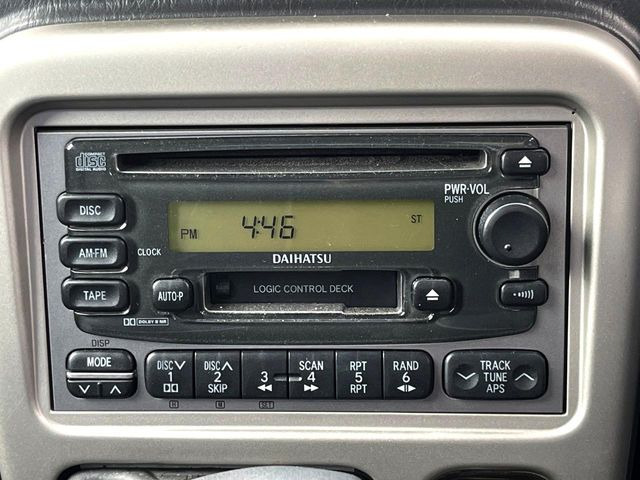 COMPACT
disc
DIGITAL AUDIO
PWR·VOL
PUSH
DISC
AM·FM
CLOCK
TAPE
PM 4:46 ST
DAIHATSU
AUTO·P
LOGIC CONTROL DECK
DOLBY B NR
DISP
MODE
DISC 1
DISC 2 SKIP
3
SCAN 4
RPT 5 RPT
RAND 6
TRACK
TUNE
APS
H
M
SET